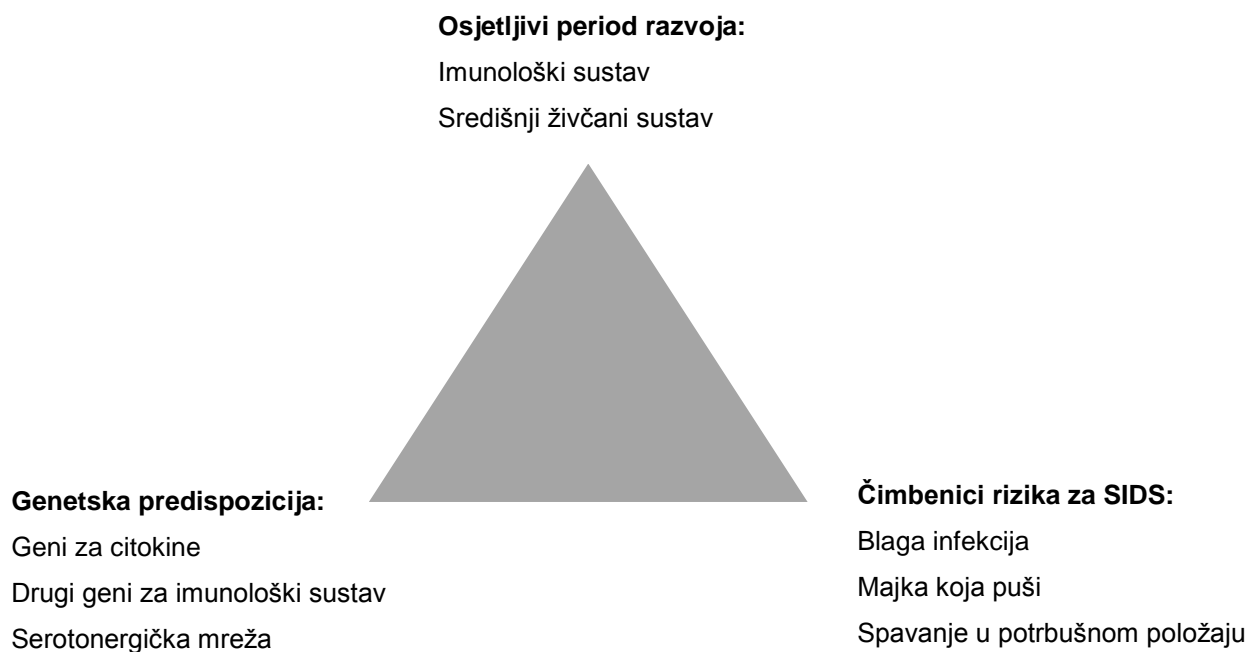 Osjetljivi period razvoja:
Imunološki sustav
Središnji živčani sustav
Genetska predispozicija:
Geni za citokine
Drugi geni za imunološki sustav
Serotonergička mreža
Čimbenici rizika za SIDS:
Blaga infekcija
Majka koja puši
Spavanje u potrbušnom položaju